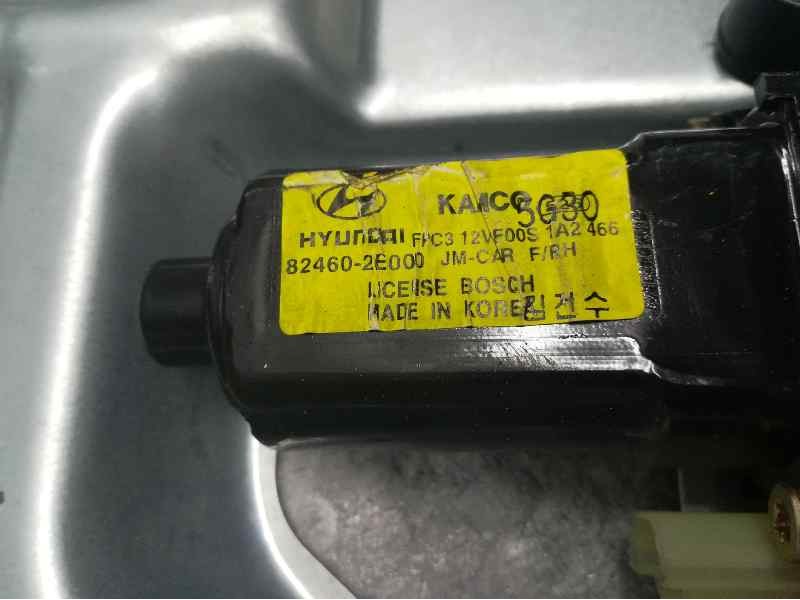 KAMCO 5G30
HYUNDAI FPC3 12VF00S 1A2 466
82460-2E000 JM-CAR F/RH
LICENSE BOSCH
MADE IN KOREA 김건수